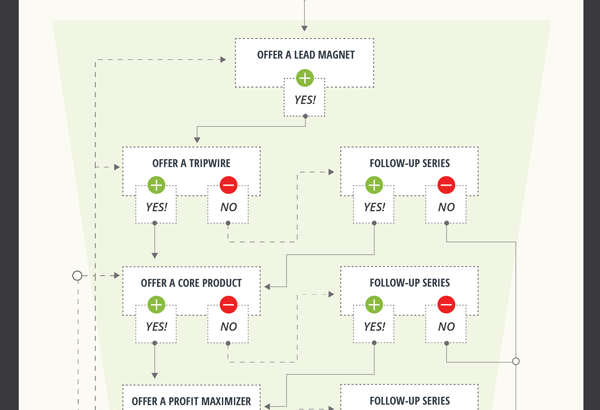 OFFER A LEAD MAGNET
YES!
OFFER A TRIPWIRE
FOLLOW-UP SERIES
YES!
NO
YES!
NO
OFFER A CORE PRODUCT
FOLLOW-UP SERIES
YES!
NO
YES!
NO
OFFER A PROFIT MAXIMIZER
FOLLOW-UP SERIES